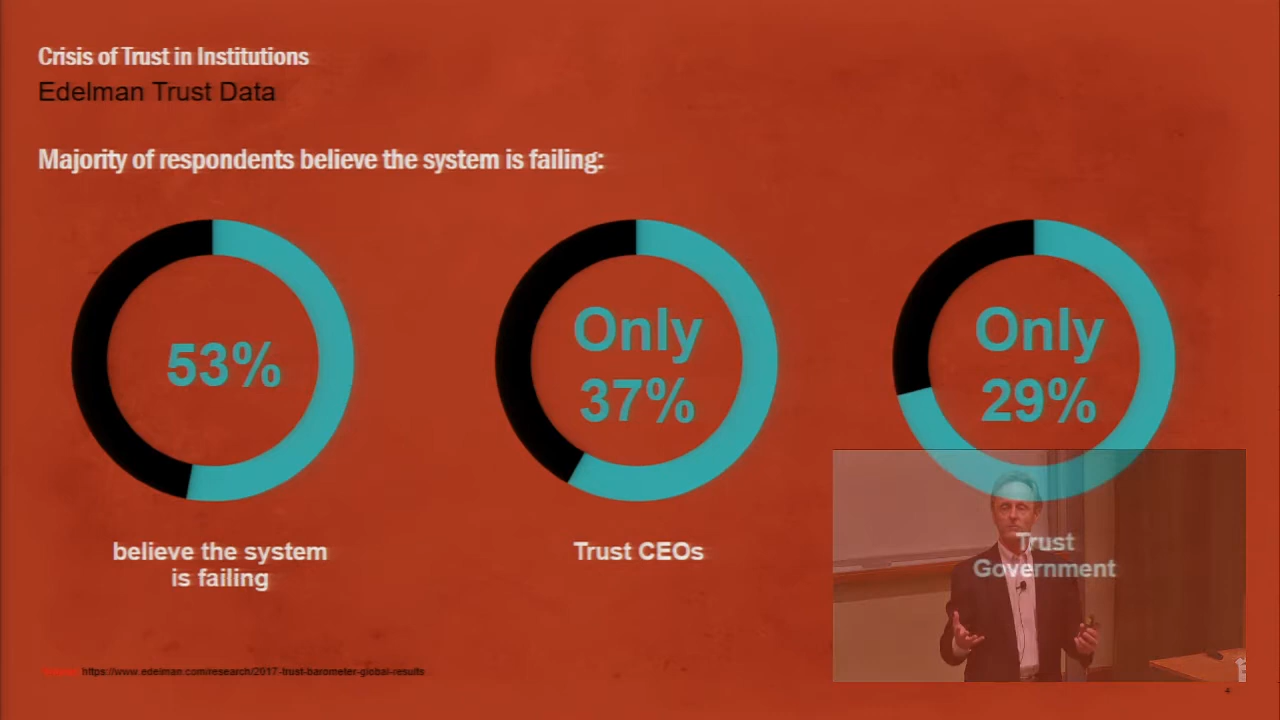 Crisis of Trust in Institutions
Edelman Trust Data
Majority of respondents believe the system is failing:
53%
believe the system
is failing
Only
37%
Trust CEOs
Only
29%
Trust
Government
https://www.edelman.com/research/2017-trust-barometer-global-results
4